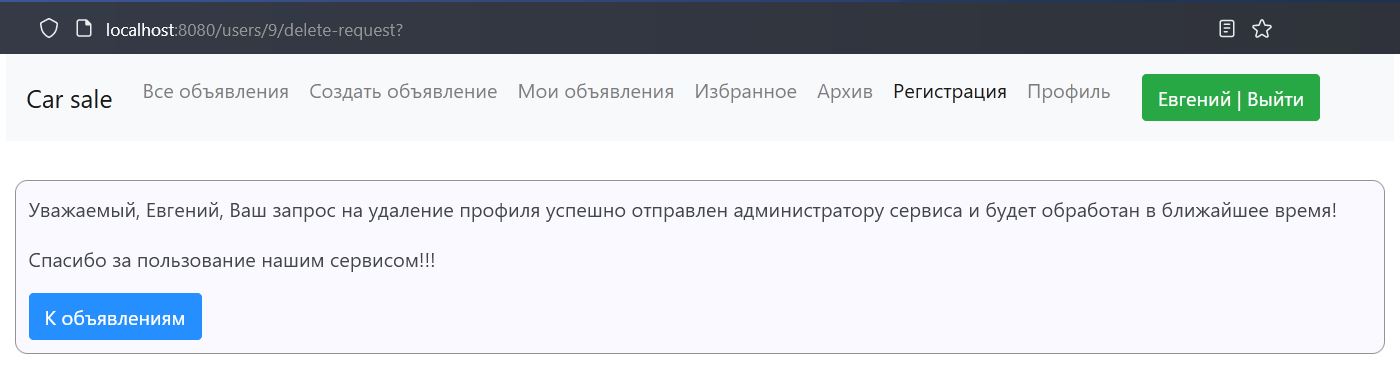 localhost:8080/users/9/delete-request?
Car sale Все объявления Создать объявление Мои объявления Избранное Архив Регистрация Профиль Евгений | Выйти
Уважаемый, Евгений, Ваш запрос на удаление профиля успешно отправлен администратору сервиса и будет обработан в ближайшее время!
Спасибо за пользование нашим сервисом!!!
К объявлениям